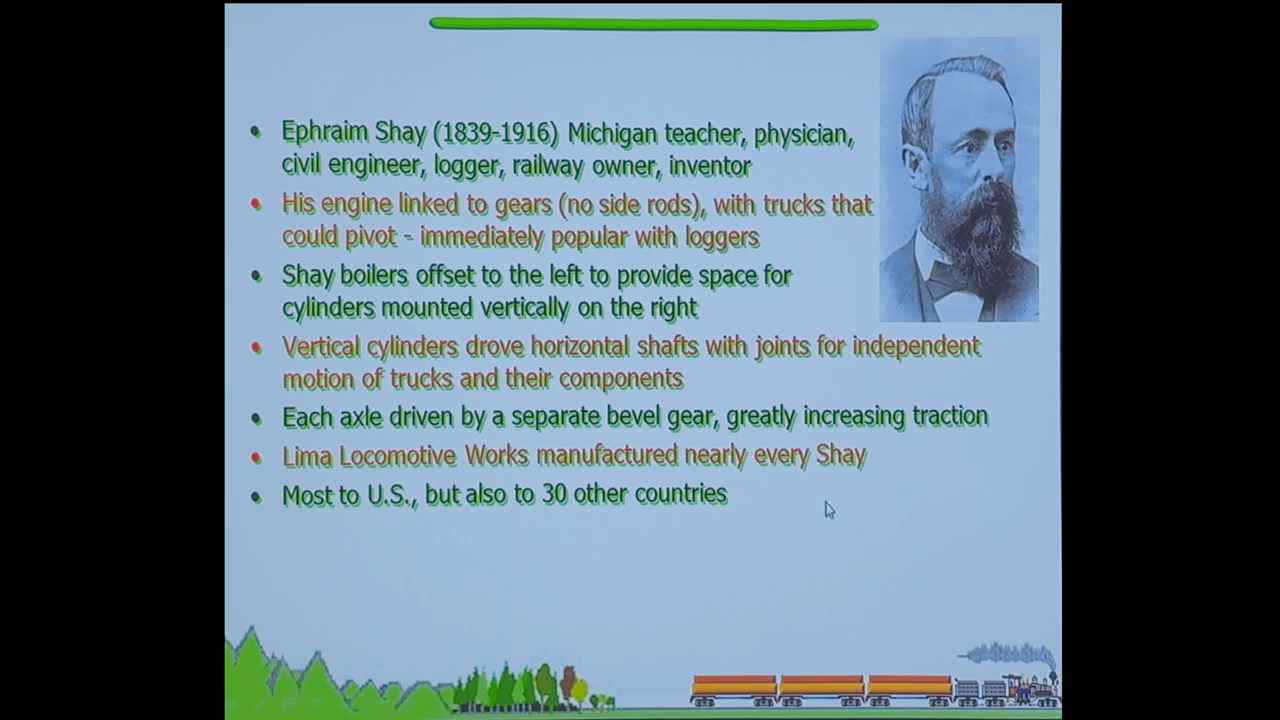 • Ephraim Shay (1839-1916) Michigan teacher, physician,
civil engineer, logger, railway owner, inventor
• His engine linked to gears (no side rods), with trucks that
could pivot - immediately popular with loggers
• Shay boilers offset to the left to provide space for
cylinders mounted vertically on the right
• Vertical cylinders drove horizontal shafts with joints for independent
motion of trucks and their components
• Each axle driven by a separate bevel gear, greatly increasing traction
• Lima Locomotive Works manufactured nearly every Shay
• Most to U.S., but also to 30 other countries